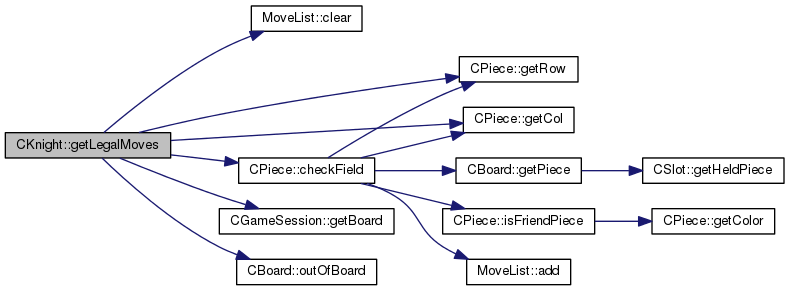 MoveList::clear
CPiece::getRow
CPiece::getCol
CKnight::getLegalMoves
CPiece::checkField
CBoard::getPiece
CSlot::getHeldPiece
CGameSession::getBoard
CPiece::isFriendPiece
CPiece::getColor
CBoard::outOfBoard
MoveList::add